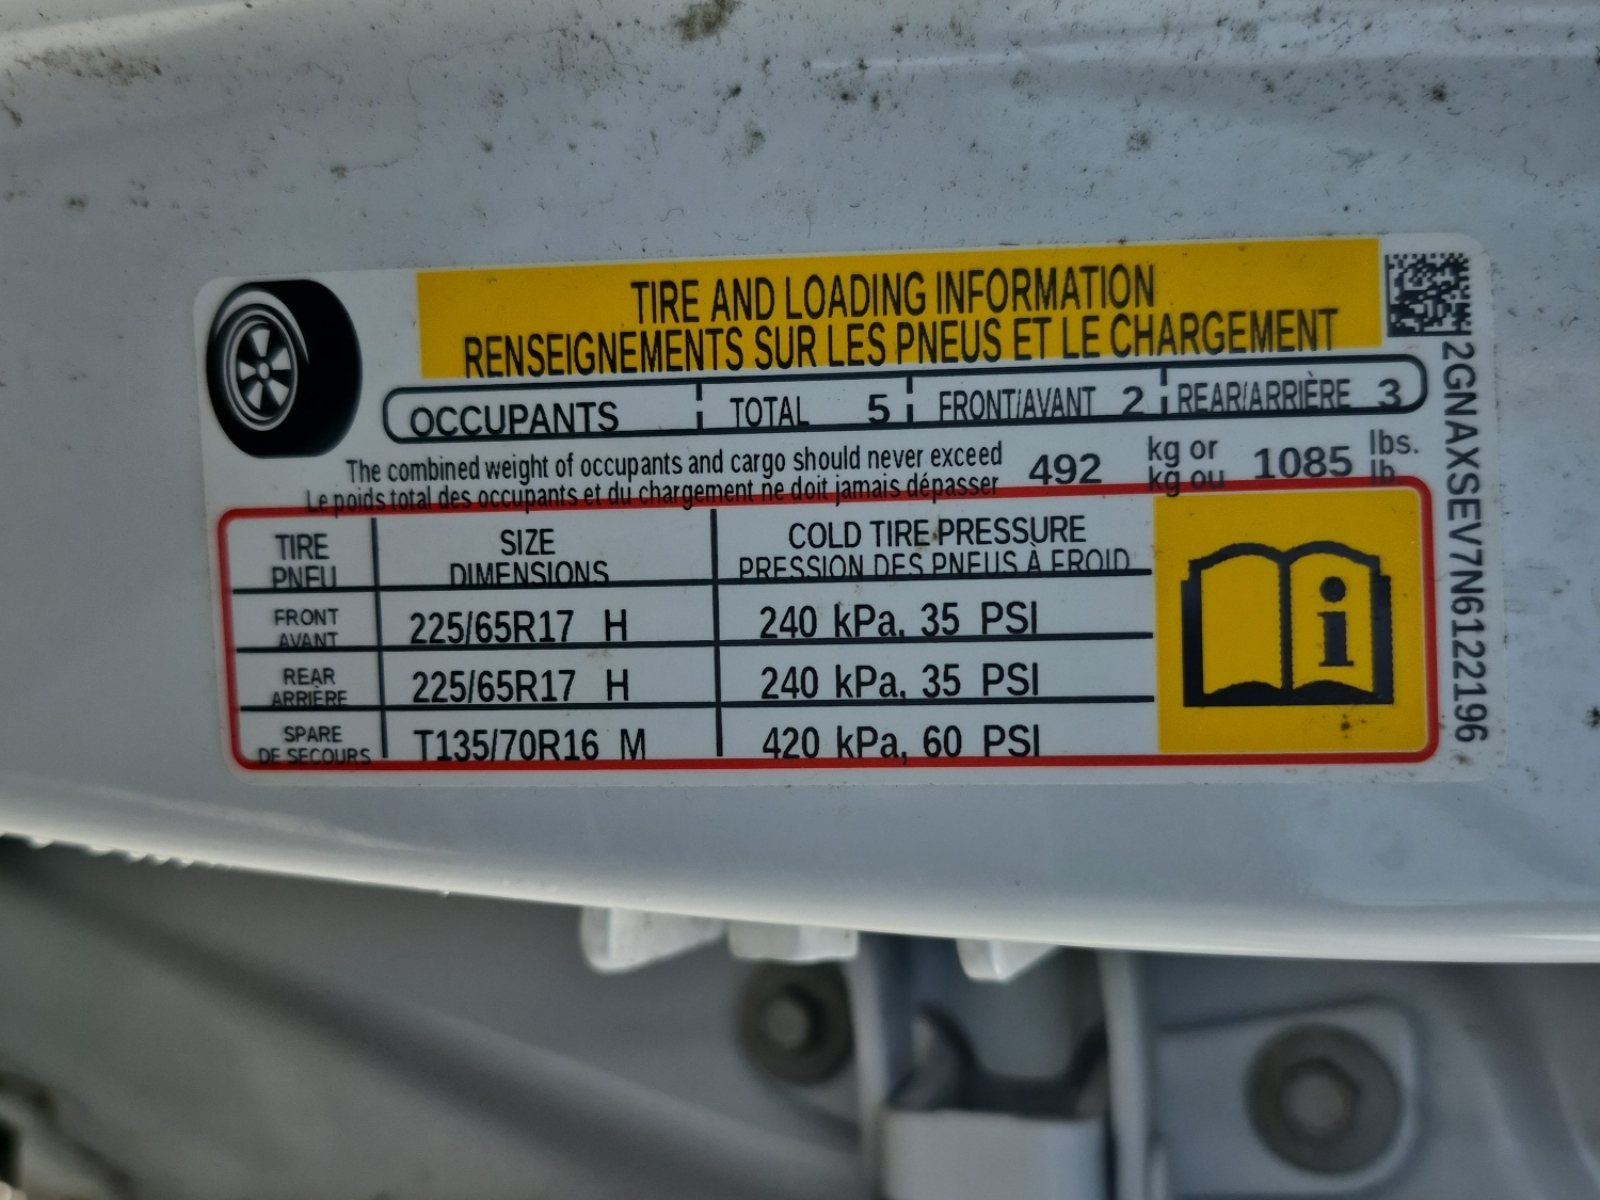 TIRE AND LOADING INFORMATION
RENSEIGNEMENTS SUR LES PNEUS ET LE CHARGEMENT
OCCUPANTS TOTAL 5 FRONT/AVANT 2 REAR/ARRIÈRE 3
The combined weight of occupants and cargo should never exceed 492 kg or 1085 lbs.
Le poids total des occupants et du chargement ne doit jamais dépasser kg ou lb
TIRE SIZE COLD TIRE PRESSURE
PNEU DIMENSIONS PRESSION DES PNEUS À FROID
FRONT
AVANT 225/65R17 H 240 kPa, 35 PSI
REAR
ARRIÈRE 225/65R17 H 240 kPa, 35 PSI
SPARE
DE SECOURS T135/70R16 M 420 kPa, 60 PSI
2GNAXSEV7N6122196